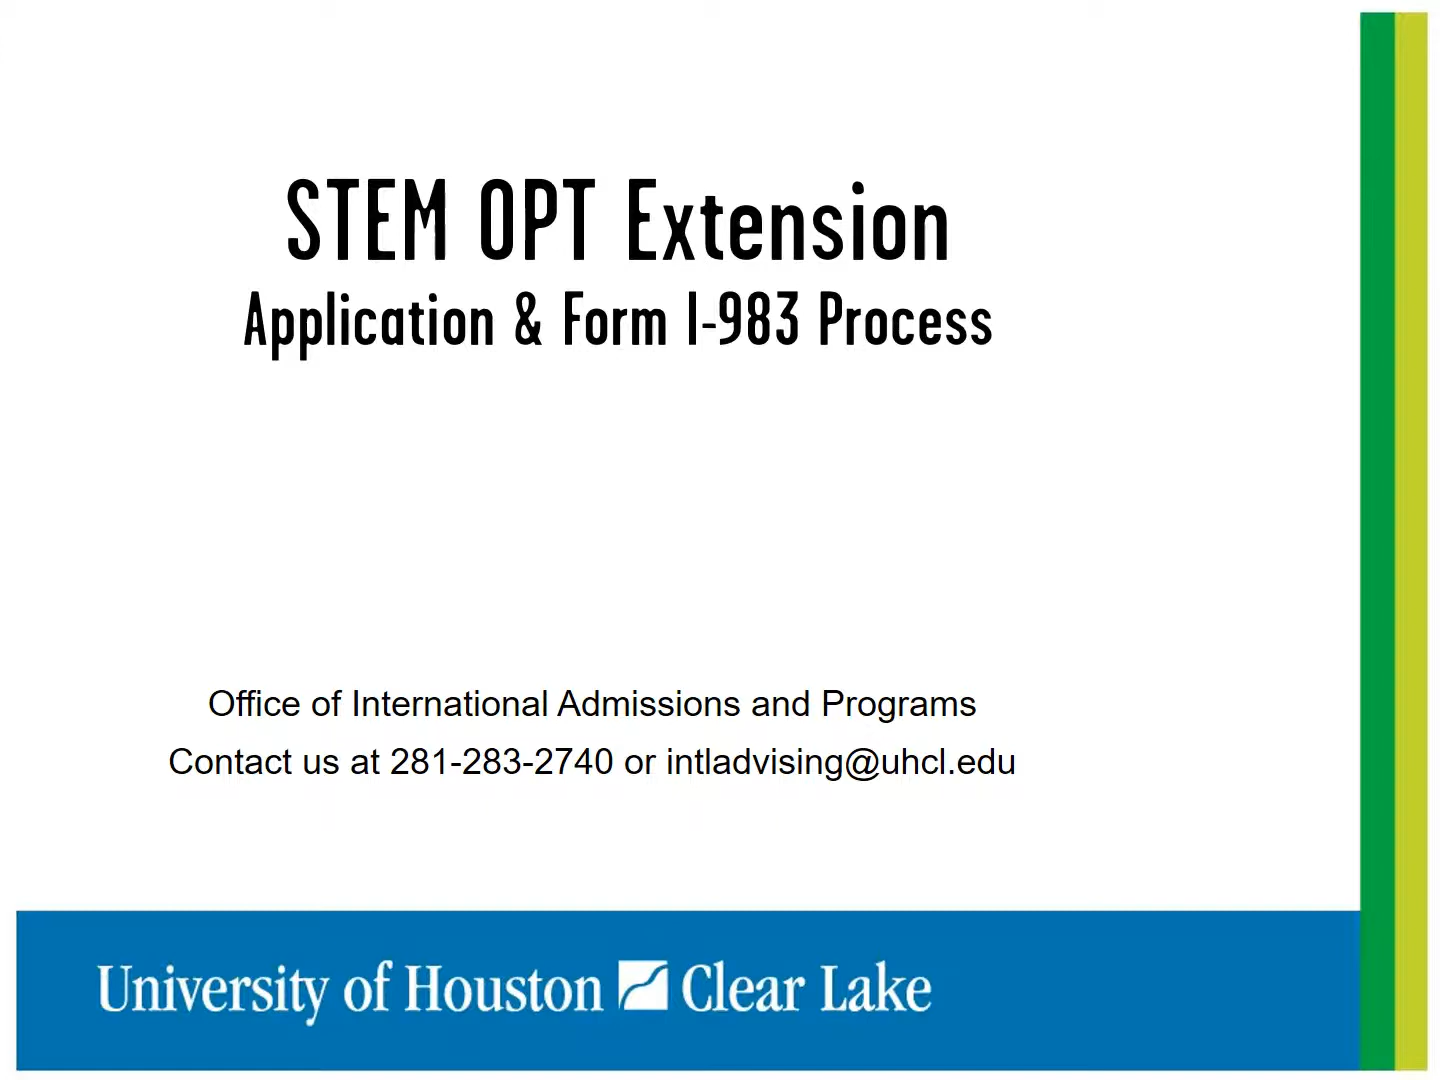 STEM OPT Extension
Application & Form I-983 Process
Office of International Admissions and Programs
Contact us at 281-283-2740 or intladvising@uhcl.edu
University of Houston Clear Lake